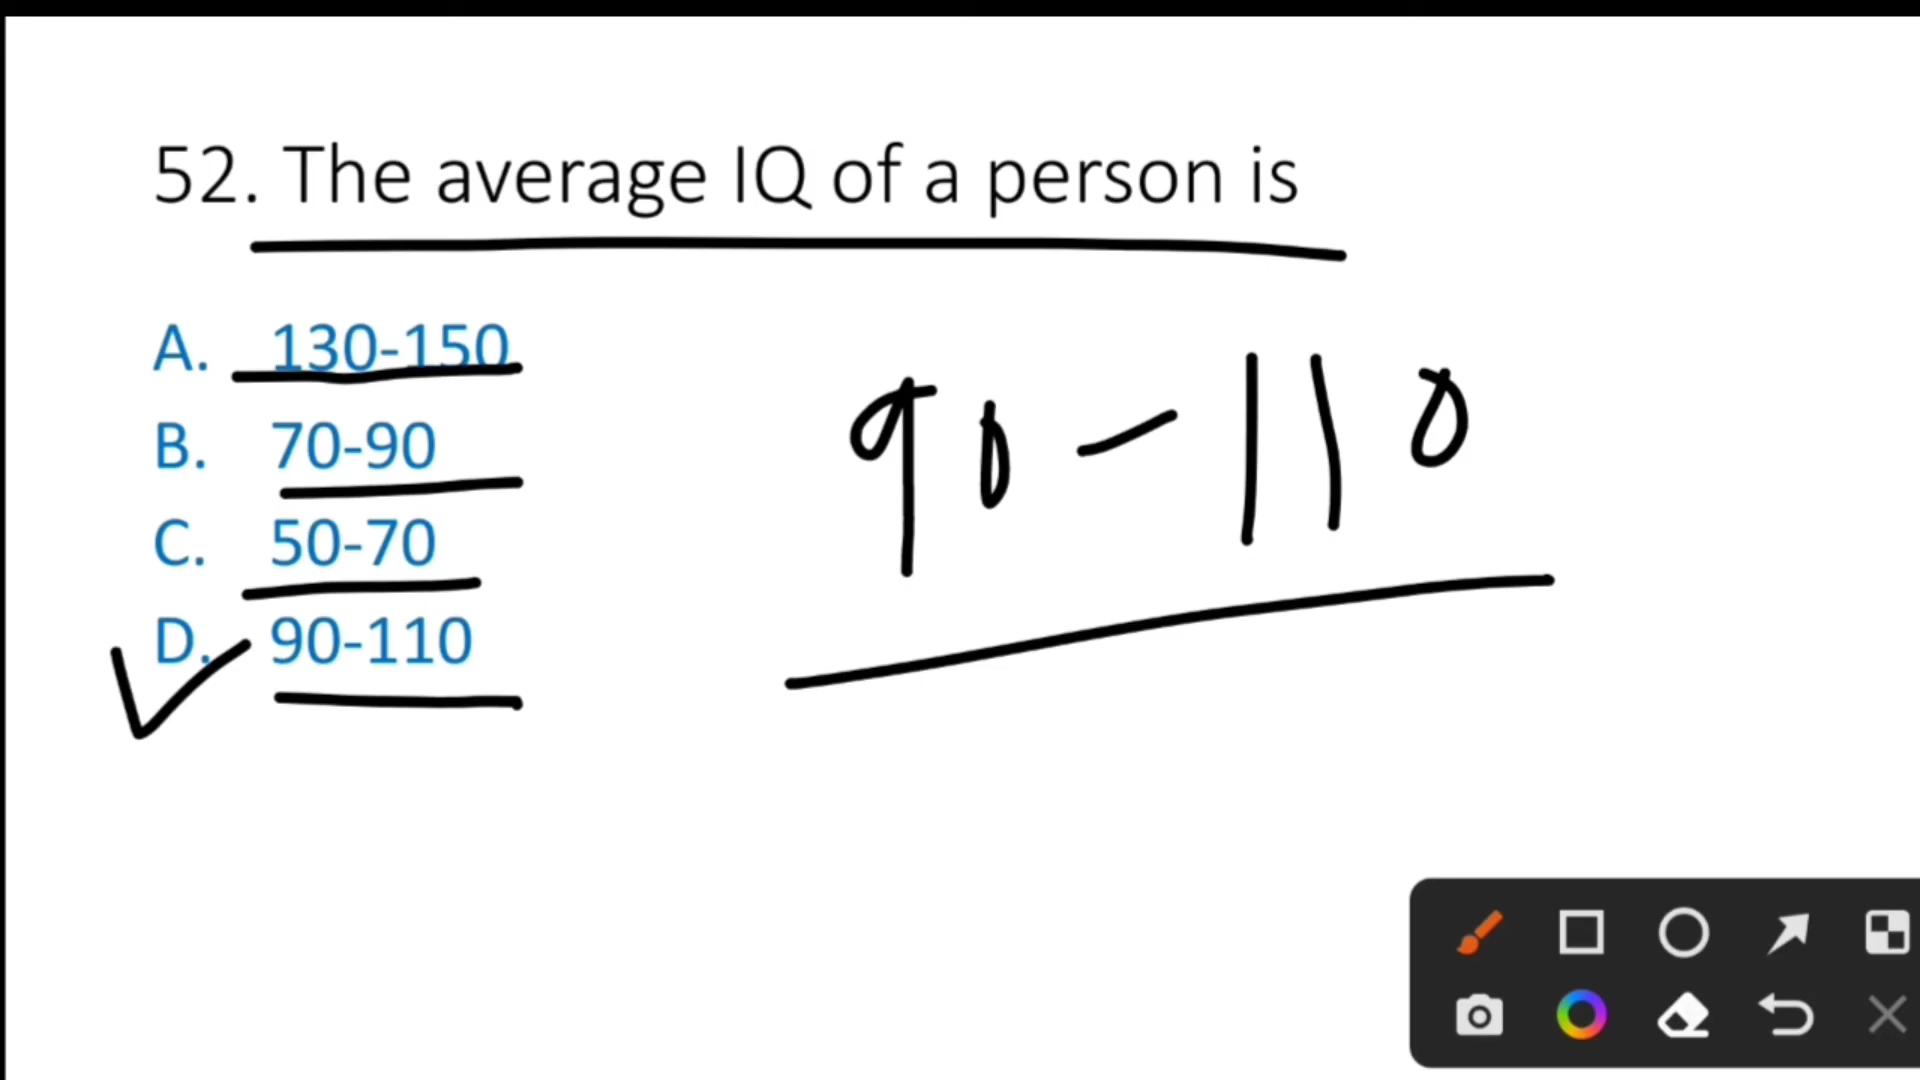 52. The average IQ of a person is
A. 130-150
B. 70-90
C. 50-70
D. 90-110
90-110